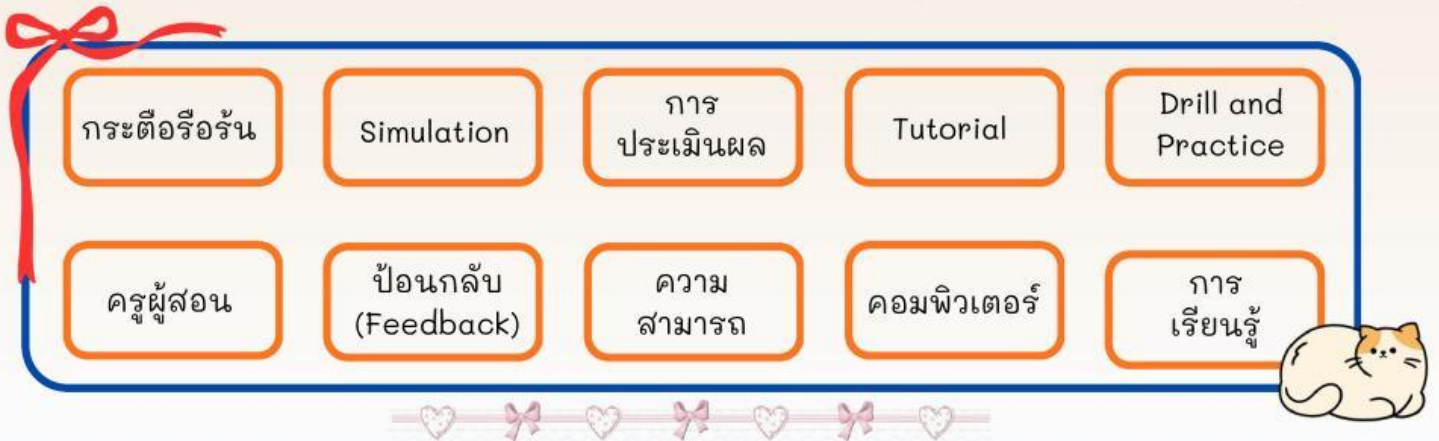 กระตือรือร้น
Simulation
การ
ประเมินผล
Tutorial
Drill and
Practice
ครูผู้สอน
ป้อนกลับ
(Feedback)
ความ
สามารถ
คอมพิวเตอร์
การ
เรียนรู้